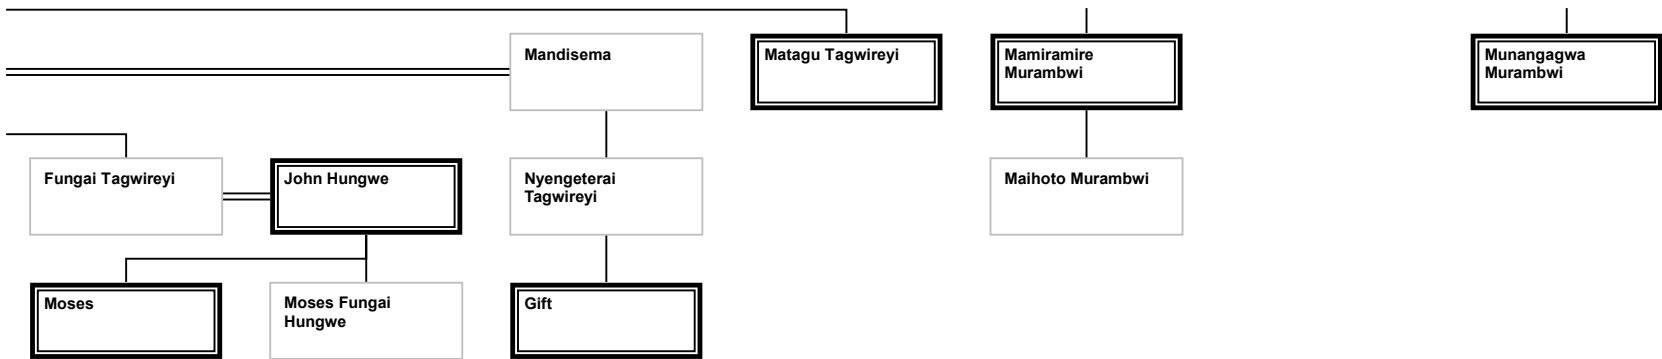 Mandisema
Matagu Tagwireyi
Mamiramire
Murambwi
Munangagwa
Murambwi
Fungai Tagwireyi
John Hungwe
Nyengeterai
Tagwireyi
Maihoto Murambwi
Moses
Moses Fungai
Hungwe
Gift